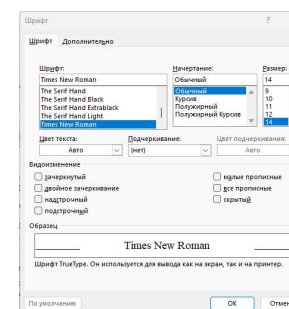 Шрифт ?
Шрифт Дополнительно
Шрифт: Начертание: Размер:
Times New Roman Обычный 14
The Serif Hand Обычный 9
The Serif Hand Black Курсив 10
The Serif Hand Extrablack Полужирный 11
The Serif Hand Light Полужирный Курсив 12
Times New Roman 14
Цвет текста: Подчеркивание: Цвет подчеркивания:
Авто (нет) Авто
Видоизменение
зачеркнутый малые прописные
двойное зачеркивание все прописные
надстрочный скрытый
подстрочный
Образец
Times New Roman
Шрифт TrueType. Он используется для вывода как на экран, так и на принтер.
По умолчанию ОК Отмен